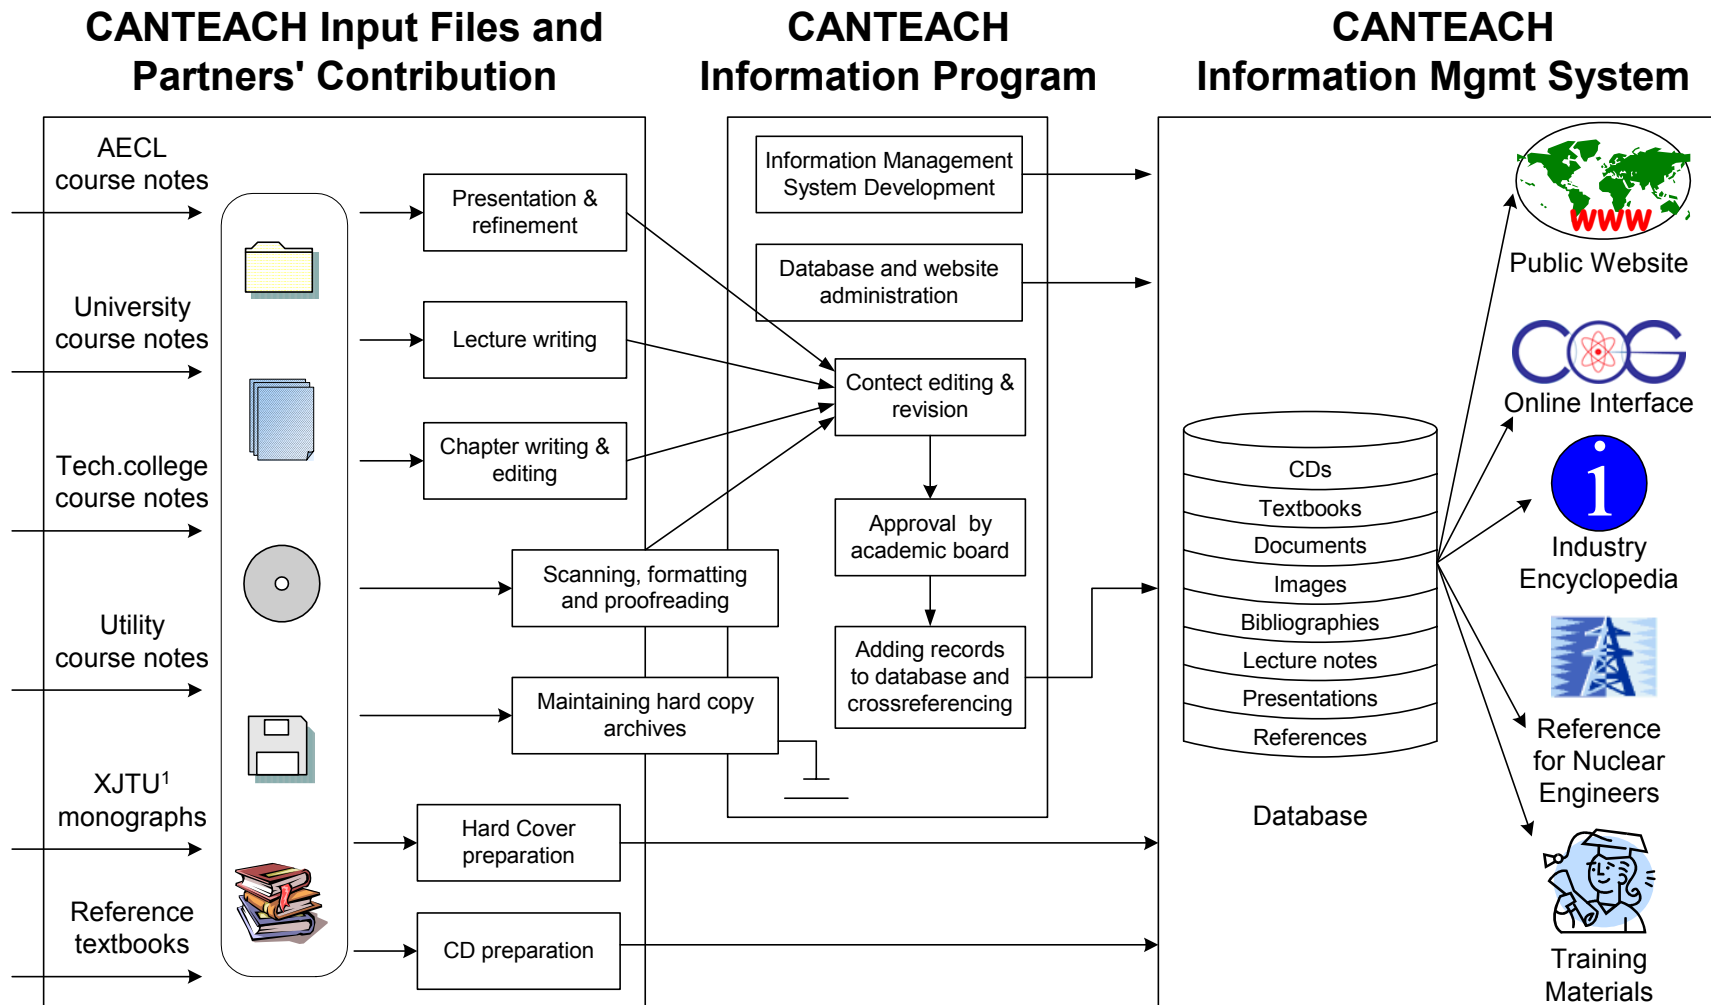 CANTEACH Input Files and
Partners' Contribution
CANTEACH
Information Program
CANTEACH
Information Mgmt System
AECL
course notes
University
course notes
Tech.college
course notes
Utility
course notes
XJTU¹
monographs
Reference
textbooks
Presentation &
refinement
Lecture writing
Chapter writing &
editing
Scanning, formatting
and proofreading
Maintaining hard copy
archives
Hard Cover
preparation
CD preparation
Information Management
System Development
Database and website
administration
Contect editing &
revision
Approval by
academic board
Adding records
to database and
crossreferencing
CDs
Textbooks
Documents
Images
Bibliographies
Lecture notes
Presentations
References
Database
WWW
Public Website
COG
Online Interface
i
Industry
Encyclopedia
Reference
for Nuclear
Engineers
Training
Materials